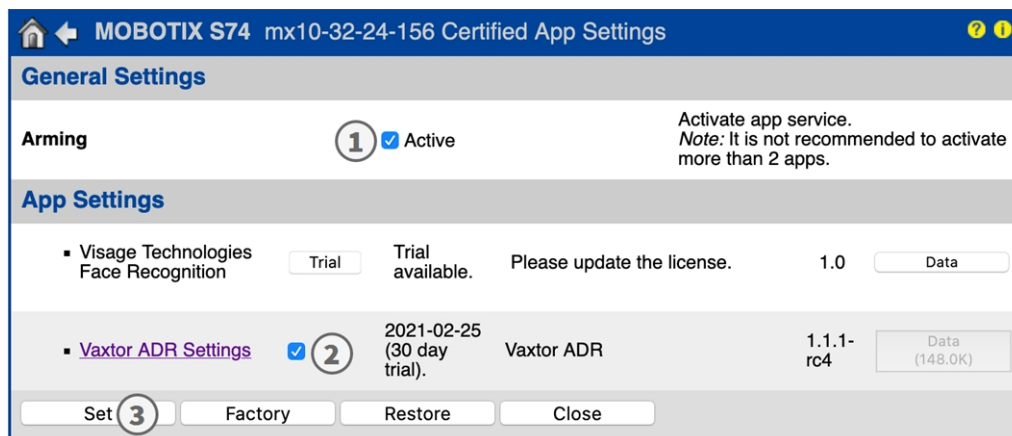 MOBOTIX S74 mx10-32-24-156 Certified App Settings ? i
General Settings
Arming
1
Active
Activate app service.
Note: It is not recommended to activate
more than 2 apps.
App Settings
Visage Technologies
Face Recognition
Trial
Trial
available.
Please update the license.
1.0
Data
Vaxtor ADR Settings
2
2021-02-25
(30 day
trial).
Vaxtor ADR
1.1.1-
rc4
Data
(148.0K)
Set 3 Factory Restore Close